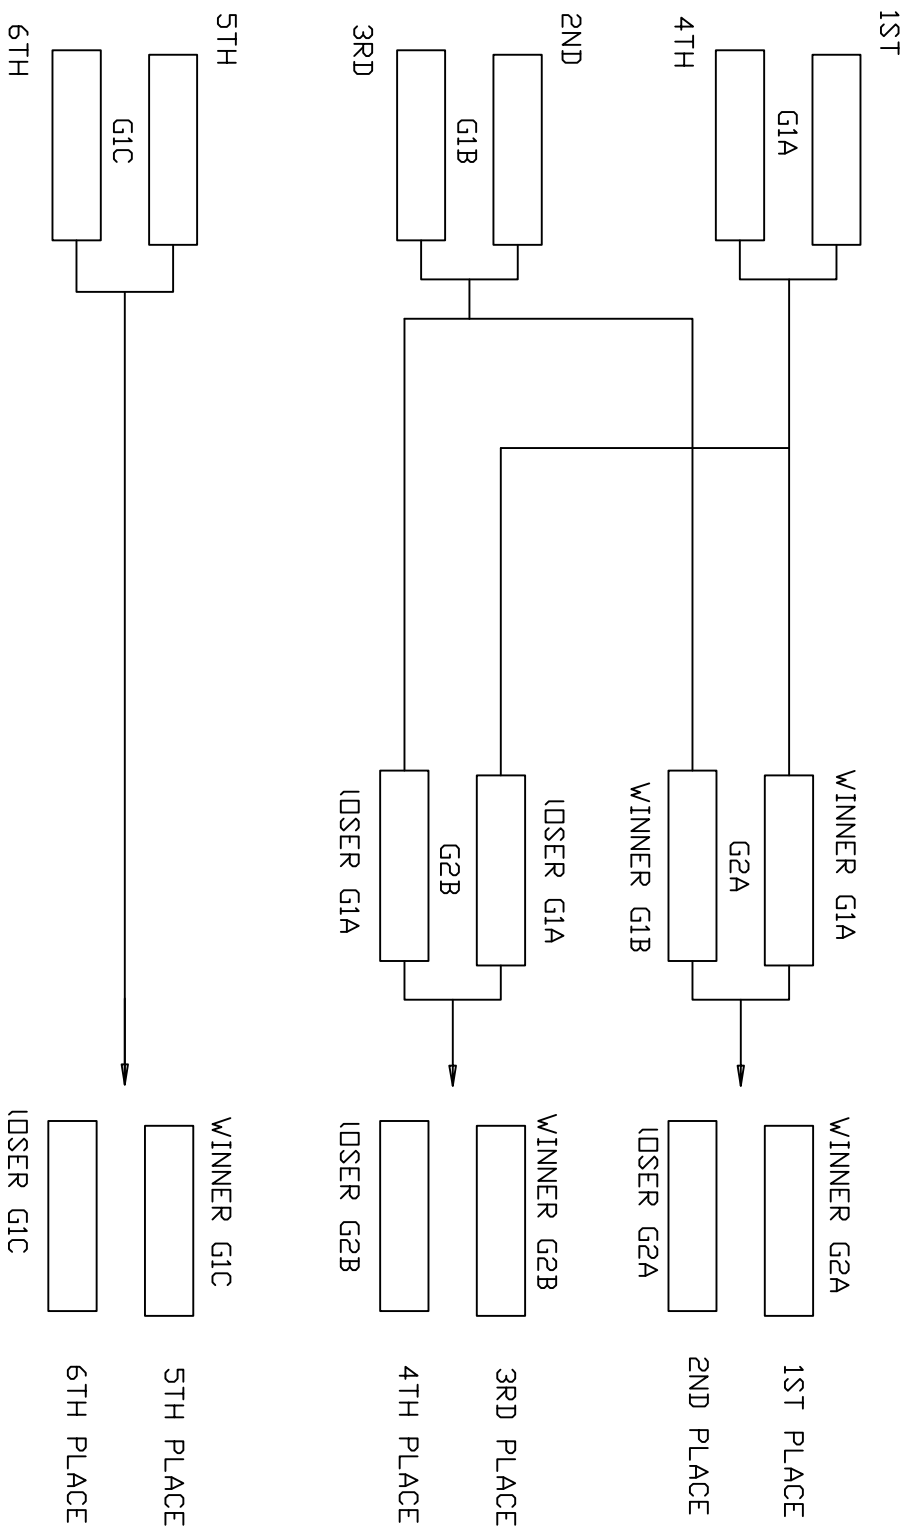 1ST
G1A
4TH
2ND
G1B
3RD
5TH
G1C
6TH
WINNER G1A
G2A
WINNER G1B
LOSER G1A
G2B
LOSER G1A
WINNER G2A
LOSER G2A
WINNER G2B
LOSER G2B
WINNER G1C
LOSER G1C
1ST PLACE
2ND PLACE
3RD PLACE
4TH PLACE
5TH PLACE
6TH PLACE